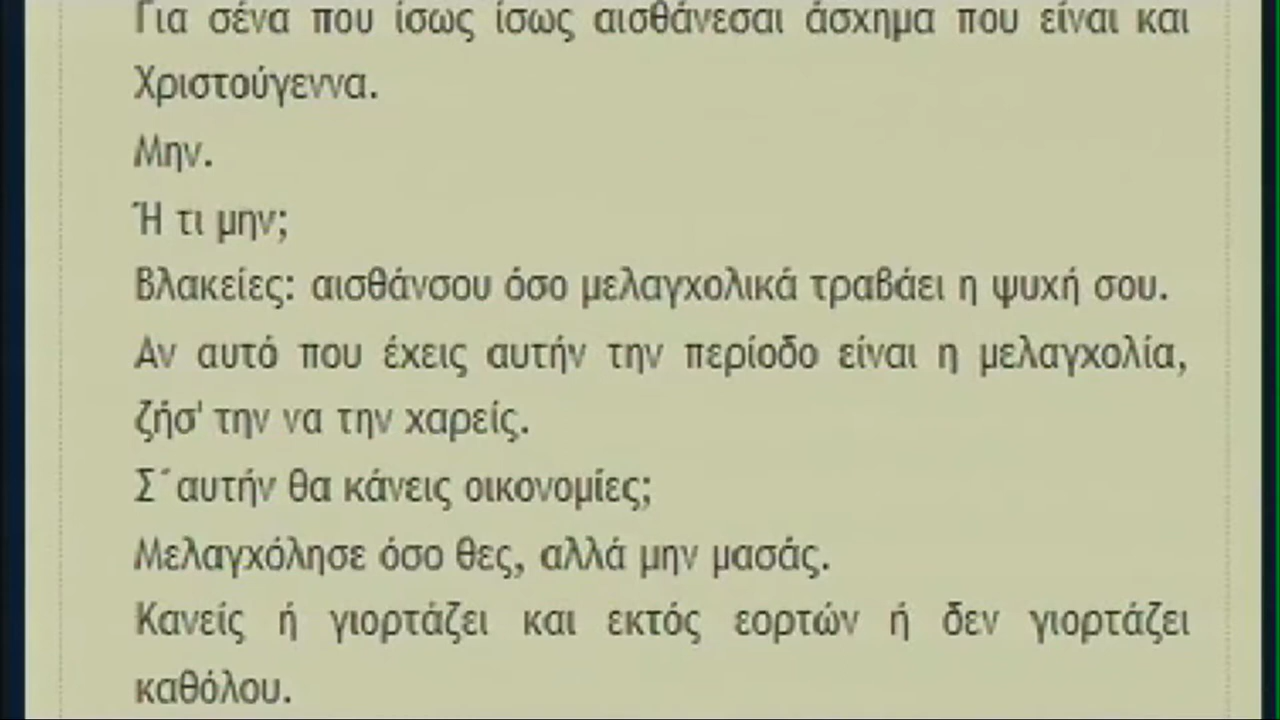 Για σένα που ίσως ίσως αισθάνεσαι άσχημα που είναι και
Χριστούγεννα.
Μην.
Ή τι μην;
Βλακείες: αισθάνσου όσο μελαγχολικά τραβάει η ψυχή σου.
Αν αυτό που έχεις αυτήν την περίοδο είναι η μελαγχολία,
ζήσ' την να την χαρείς.
Σ΄αυτήν θα κάνεις οικονομίες;
Μελαγχόλησε όσο θες, αλλά μην μασάς.
Κανείς ή γιορτάζει και εκτός εορτών ή δεν γιορτάζει
καθόλου.